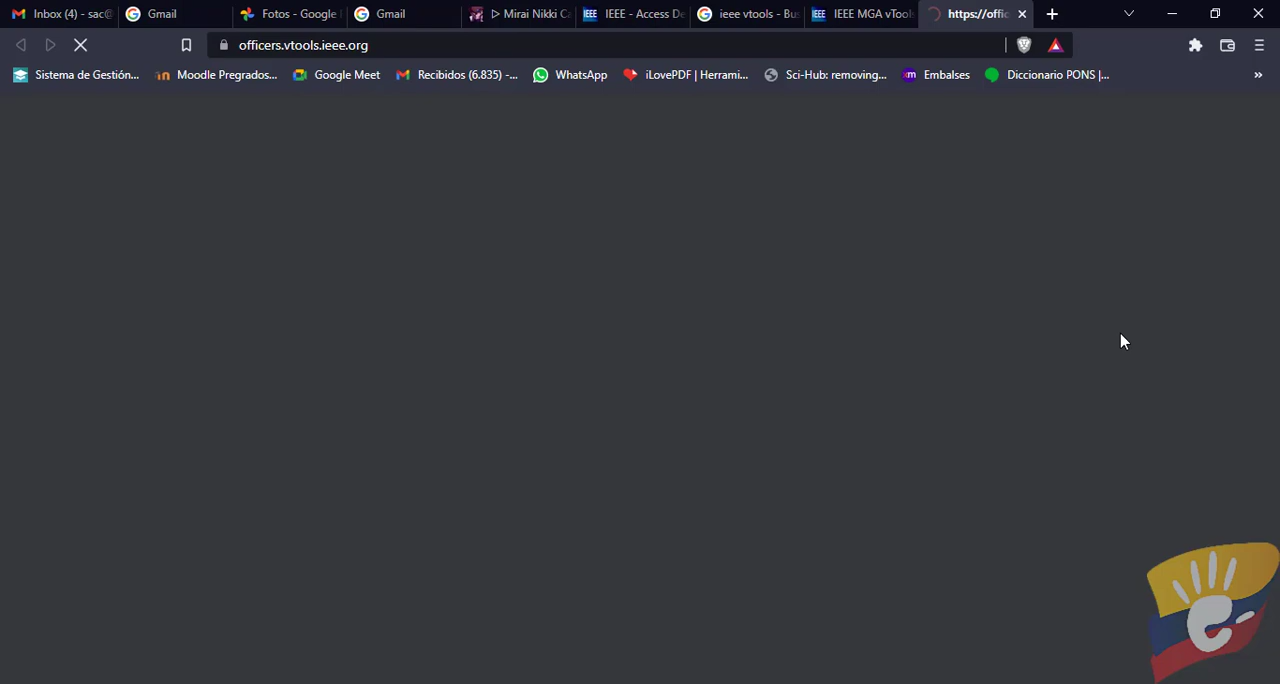 Inbox (4) - sac@
Gmail
Fotos - Google
Gmail
▷ Mirai Nikki Ca
IEEE - Access De
ieee vtools - Bus
IEEE MGA vTools
https://offic
officers.vtools.ieee.org
Sistema de Gestión...
Moodle Pregrados...
Google Meet
Recibidos (6.835) -...
WhatsApp
iLovePDF | Herrami...
Sci-Hub: removing...
Embalses
Diccionario PONS |...
»